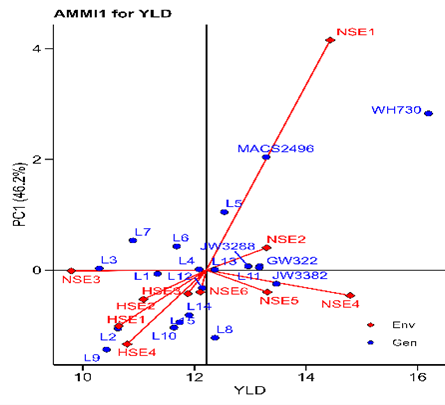 AMMI1 for YLD
NSE1
4
WH730
MACS2496
2
L5
L7
L6
NSE2
JW3288
L3
L4
L13
GW322
0
L1
L12
L11
JW3382
NSE3
HSE3
NSE6
NSE5
NSE4
HSE2
L14
HSE1
L15
L2
L10
L8
HSE4
L9
10
12
14
16
YLD
PC1 (46.2%)
Env
Gen